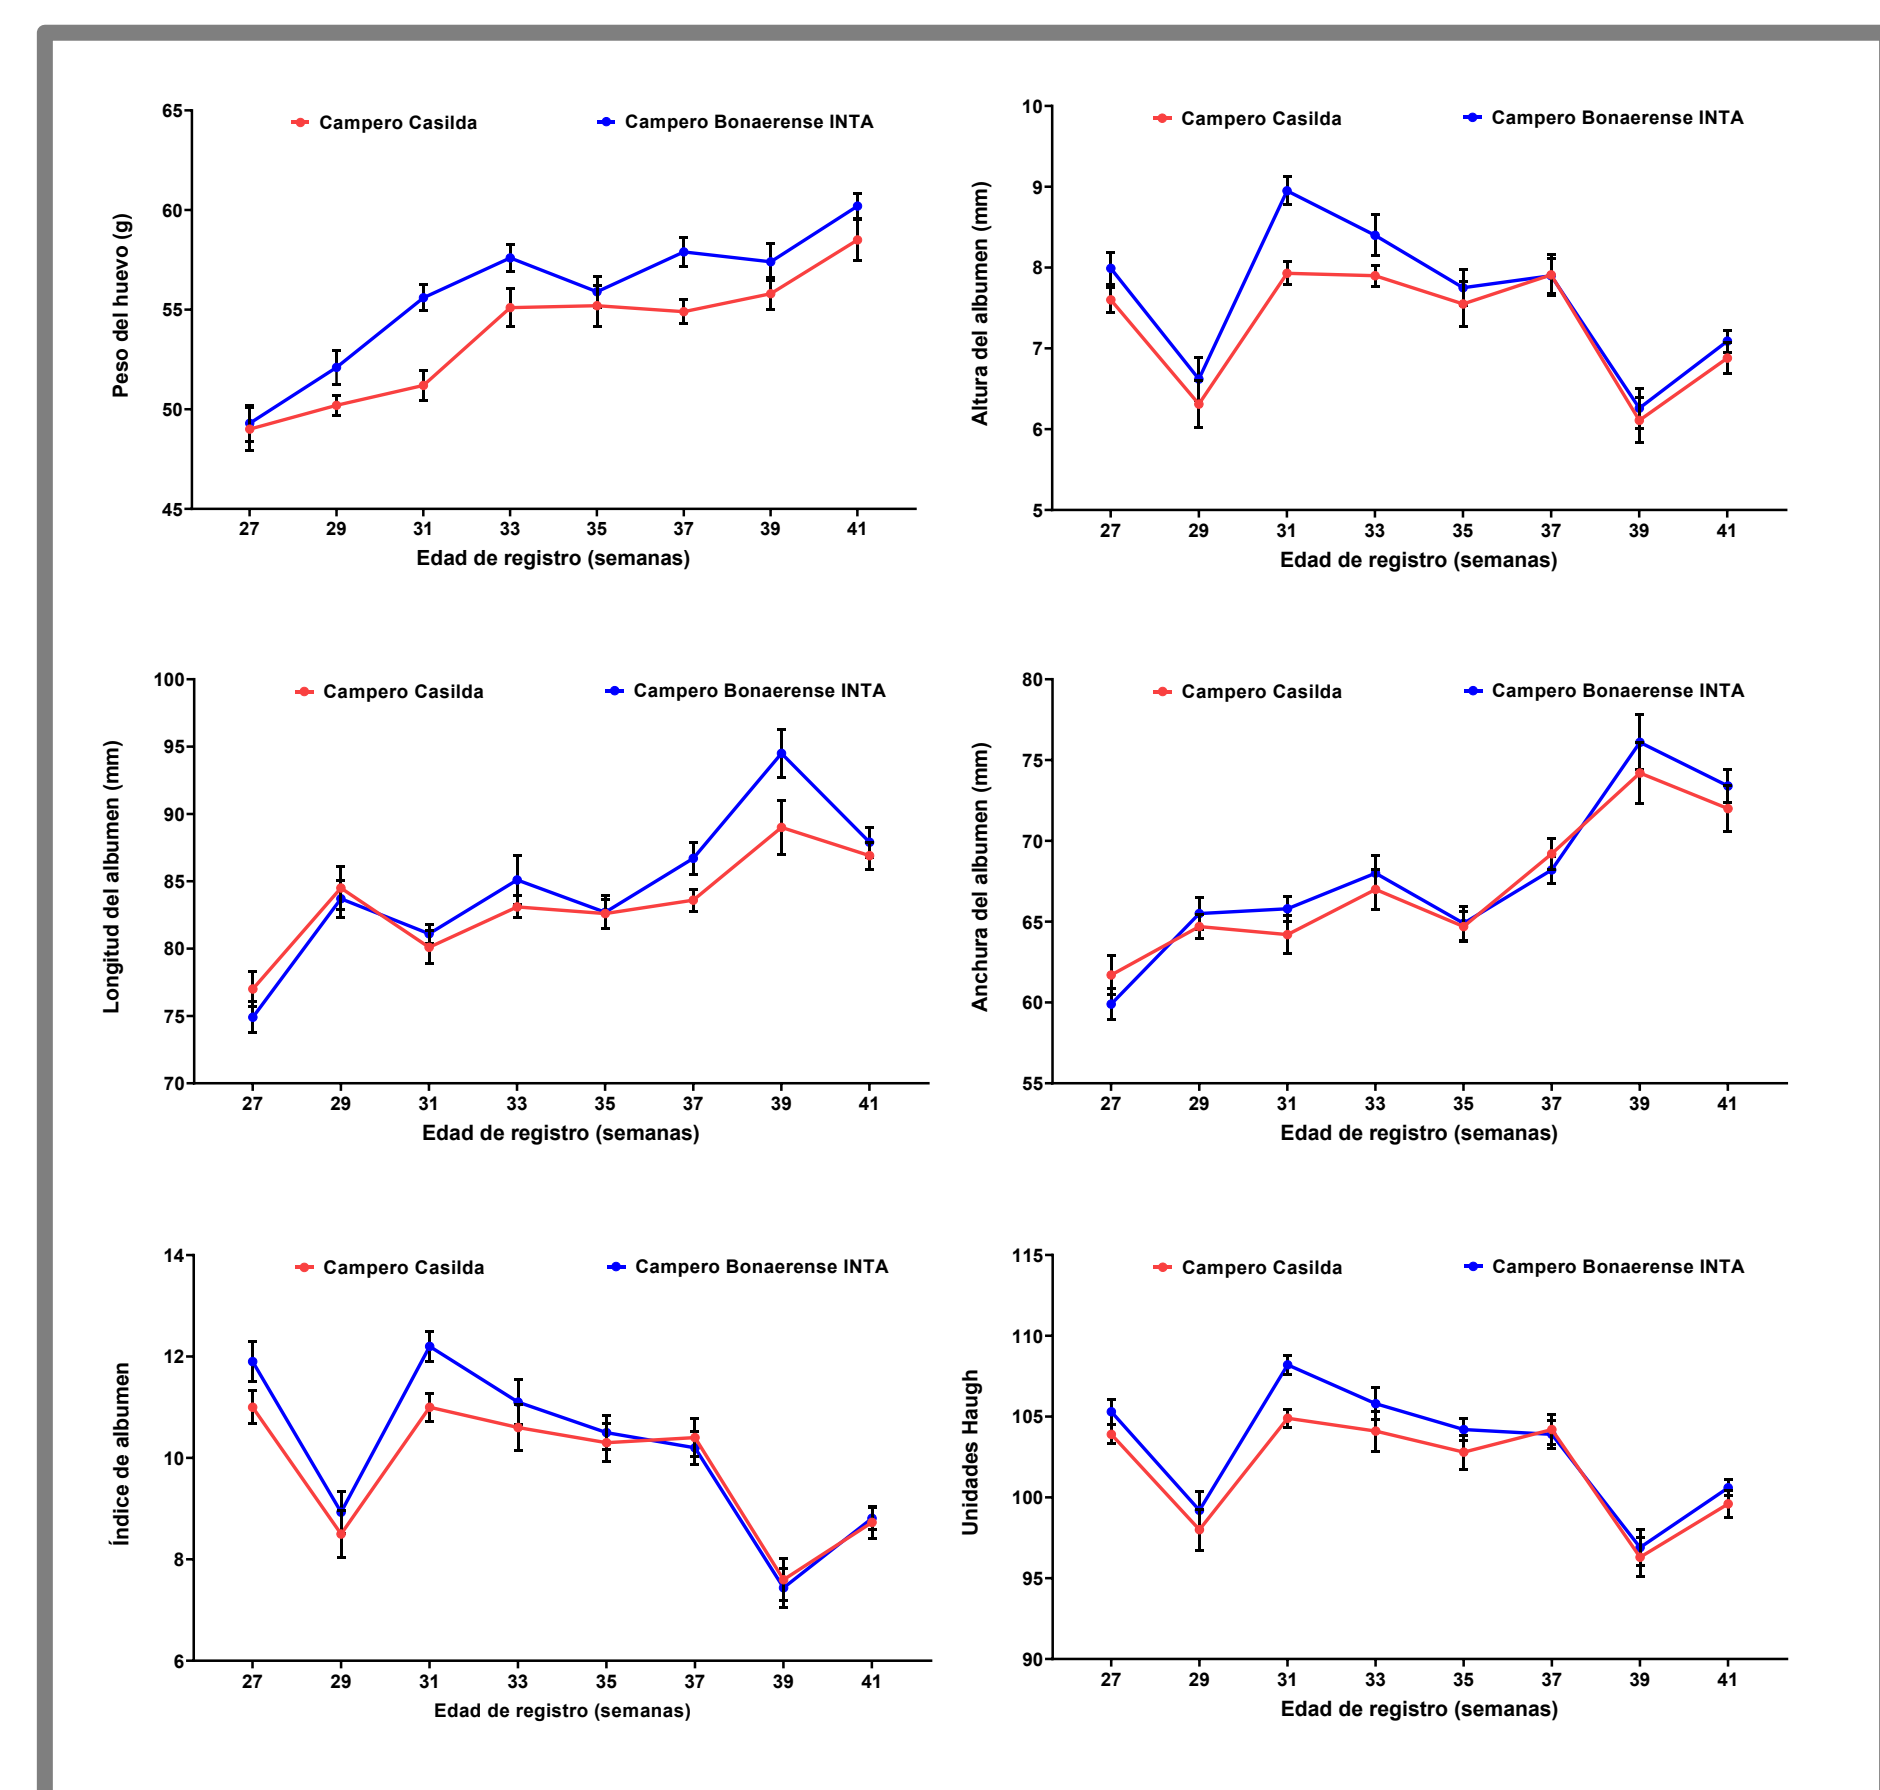 Campero Casilda Campero Bonaerense INTA
65
60
55
50
45
Peso del huevo (g)
27 29 31 33 35 37 39 41
Edad de registro (semanas)
Campero Casilda Campero Bonaerense INTA
10
9
8
7
6
5
Altura del albumen (mm)
27 29 31 33 35 37 39 41
Edad de registro (semanas)
Campero Casilda Campero Bonaerense INTA
100
95
90
85
80
75
70
Longitud del albumen (mm)
27 29 31 33 35 37 39 41
Edad de registro (semanas)
Campero Casilda Campero Bonaerense INTA
80
75
70
65
60
55
Anchura del albumen (mm)
27 29 31 33 35 37 39 41
Edad de registro (semanas)
Campero Casilda Campero Bonaerense INTA
14
12
10
8
6
Índice de albumen
27 29 31 33 35 37 39 41
Edad de registro (semanas)
Campero Casilda Campero Bonaerense INTA
115
110
105
100
95
90
Unidades Haugh
27 29 31 33 35 37 39 41
Edad de registro (semanas)